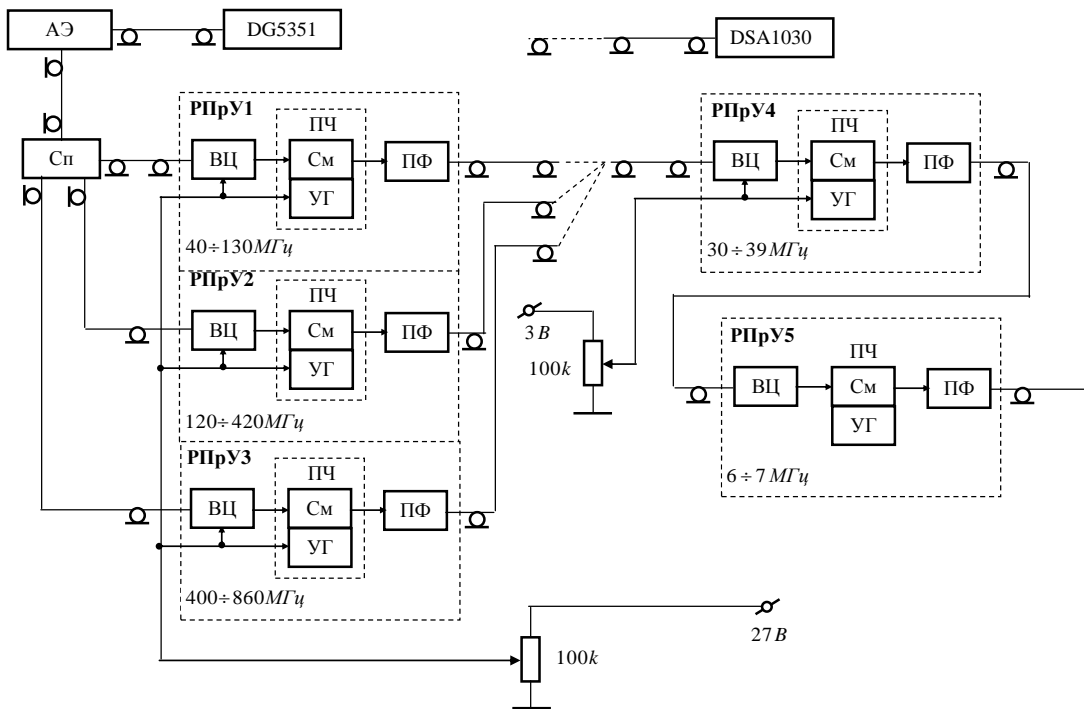 АЭ
DG5351
DSA1030
Сп
РПрУ1
ПЧ
ВЦ
См
ПФ
УГ
40÷130МГц
РПрУ2
ПЧ
ВЦ
См
ПФ
УГ
120÷420МГц
РПрУ3
ПЧ
ВЦ
См
ПФ
УГ
400÷860МГц
РПрУ4
ПЧ
ВЦ
См
ПФ
УГ
30÷39МГц
3В
100k
РПрУ5
ПЧ
ВЦ
См
ПФ
УГ
6÷7МГц
27В
100k